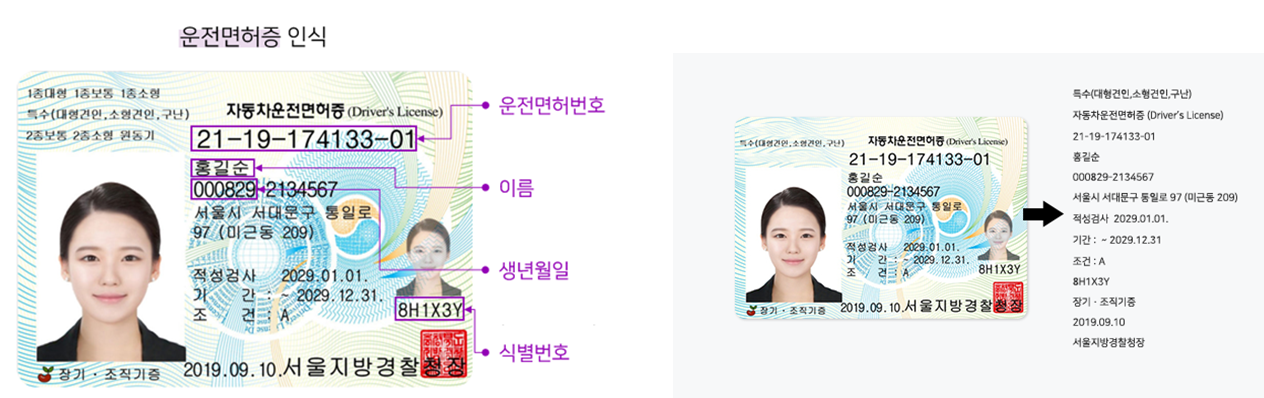 운전면허증 인식
1종대형 1종보통 1종소형
특수(대형견인,소형견인,구난)
2종보통 2종소형 원동기
자동차운전면허증 (Driver's License)
21-19-174133-01
홍길순
000829-2134567
서울시 서대문구 통일로
97 (미근동 209)
적성검사 2029.01.01.
기 간 : ~ 2029.12.31.
조 건 : A
8H1X3Y
장기 · 조직기증
2019.09.10.서울지방경찰청장
운전면허번호
이름
생년월일
식별번호
특수(대형견인,소형견인,구난)
자동차운전면허증 (Driver's License)
21-19-174133-01
홍길순
000829-2134567
서울시 서대문구 통일로
97 (미근동 209)
적성검사 2029.01.01.
기 간 : ~ 2029.12.31.
조 건 : A
8H1X3Y
장기 · 조직기증
2019.09.10.서울지방경찰청장
특수(대형견인,소형견인,구난)
자동차운전면허증 (Driver's License)
21-19-174133-01
홍길순
000829-2134567
서울시 서대문구 통일로 97 (미근동 209)
적성검사 2029.01.01.
기간 : ~ 2029.12.31
조건 : A
8H1X3Y
장기 · 조직기증
2019.09.10
서울지방경찰청장